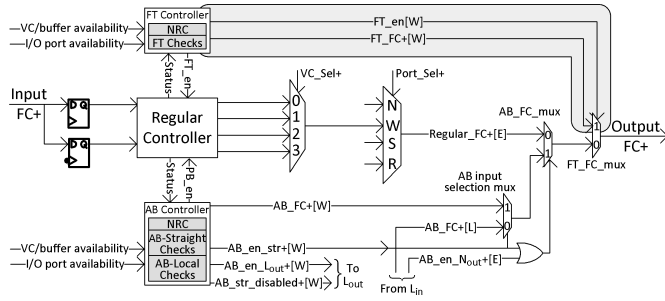 FT Controller
NRC
FT Checks
VC/buffer availability
I/O port availability
FT_en[W]
FT_FC+[W]
Status
FT_en
VC_Sel+
Port_Sel+
Input
FC+
D Q
D Q
Regular
Controller
0
1
2
3
N
W
S
R
Regular_FC+[E]
AB_FC_mux
0
1
1
0
Output
FC+
FT_FC_mux
Status
PB_en
AB input
selection mux
AB Controller
NRC
AB-Straight
Checks
AB-Local
Checks
VC/buffer availability
I/O port availability
AB_FC+[W]
1
0
AB_FC+[L]
AB_en_str+[W]
AB_en_Lout+[W]
AB_str_disabled+[W]
To
Lout
AB_en_Nout+[E]
From Lin